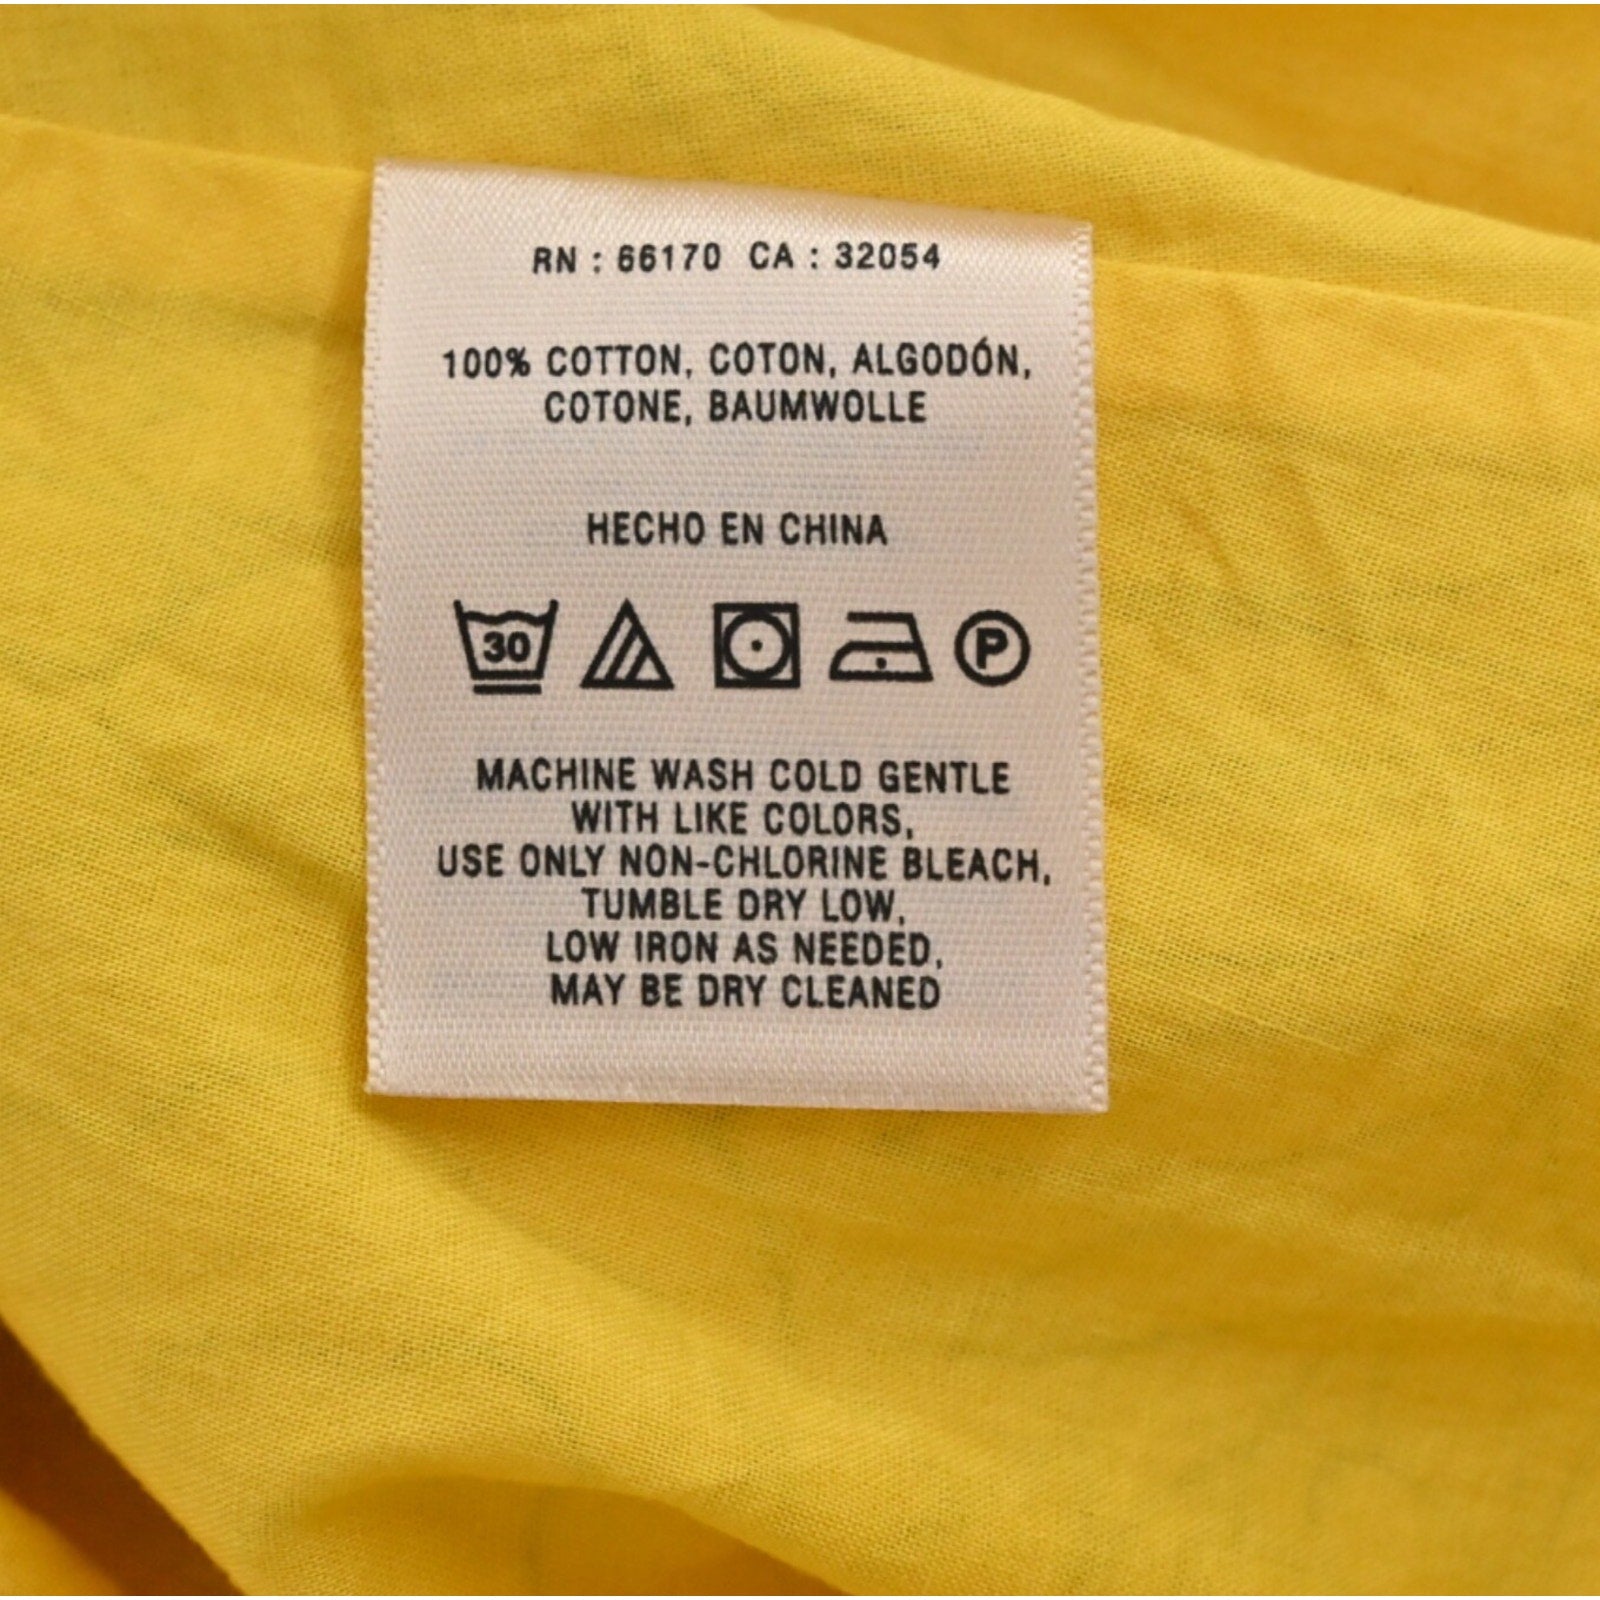 RN : 66170 CA : 32054
100% COTTON, COTON, ALGODÓN,
COTONE, BAUMWOLLE
HECHO EN CHINA
30 P
MACHINE WASH COLD GENTLE
WITH LIKE COLORS,
USE ONLY NON-CHLORINE BLEACH,
TUMBLE DRY LOW,
LOW IRON AS NEEDED,
MAY BE DRY CLEANED